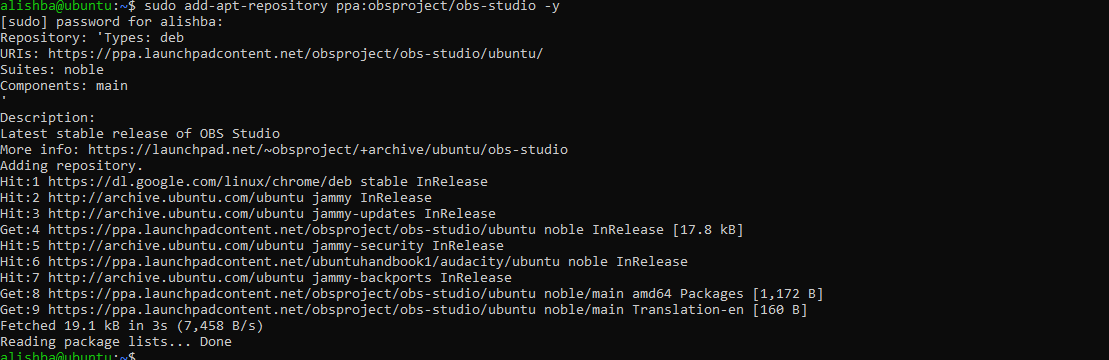 alishba@ubuntu:~$ sudo add-apt-repository ppa:obsproject/obs-studio -y
[sudo] password for alishba:
Repository: 'Types: deb
URIs: https://ppa.launchpadcontent.net/obsproject/obs-studio/ubuntu/
Suites: noble
Components: main
'
Description:
Latest stable release of OBS Studio
More info: https://launchpad.net/~obsproject/+archive/ubuntu/obs-studio
Adding repository.
Hit:1 https://dl.google.com/linux/chrome/deb stable InRelease
Hit:2 http://archive.ubuntu.com/ubuntu jammy InRelease
Hit:3 http://archive.ubuntu.com/ubuntu jammy-updates InRelease
Get:4 https://ppa.launchpadcontent.net/obsproject/obs-studio/ubuntu noble InRelease [17.8 kB]
Hit:5 http://archive.ubuntu.com/ubuntu jammy-security InRelease
Hit:6 https://ppa.launchpadcontent.net/ubuntuhandbook1/audacity/ubuntu noble InRelease
Hit:7 http://archive.ubuntu.com/ubuntu jammy-backports InRelease
Get:8 https://ppa.launchpadcontent.net/obsproject/obs-studio/ubuntu noble/main amd64 Packages [1,172 B]
Get:9 https://ppa.launchpadcontent.net/obsproject/obs-studio/ubuntu noble/main Translation-en [160 B]
Fetched 19.1 kB in 3s (7,458 B/s)
Reading package lists... Done
alishba@ubuntu:~$